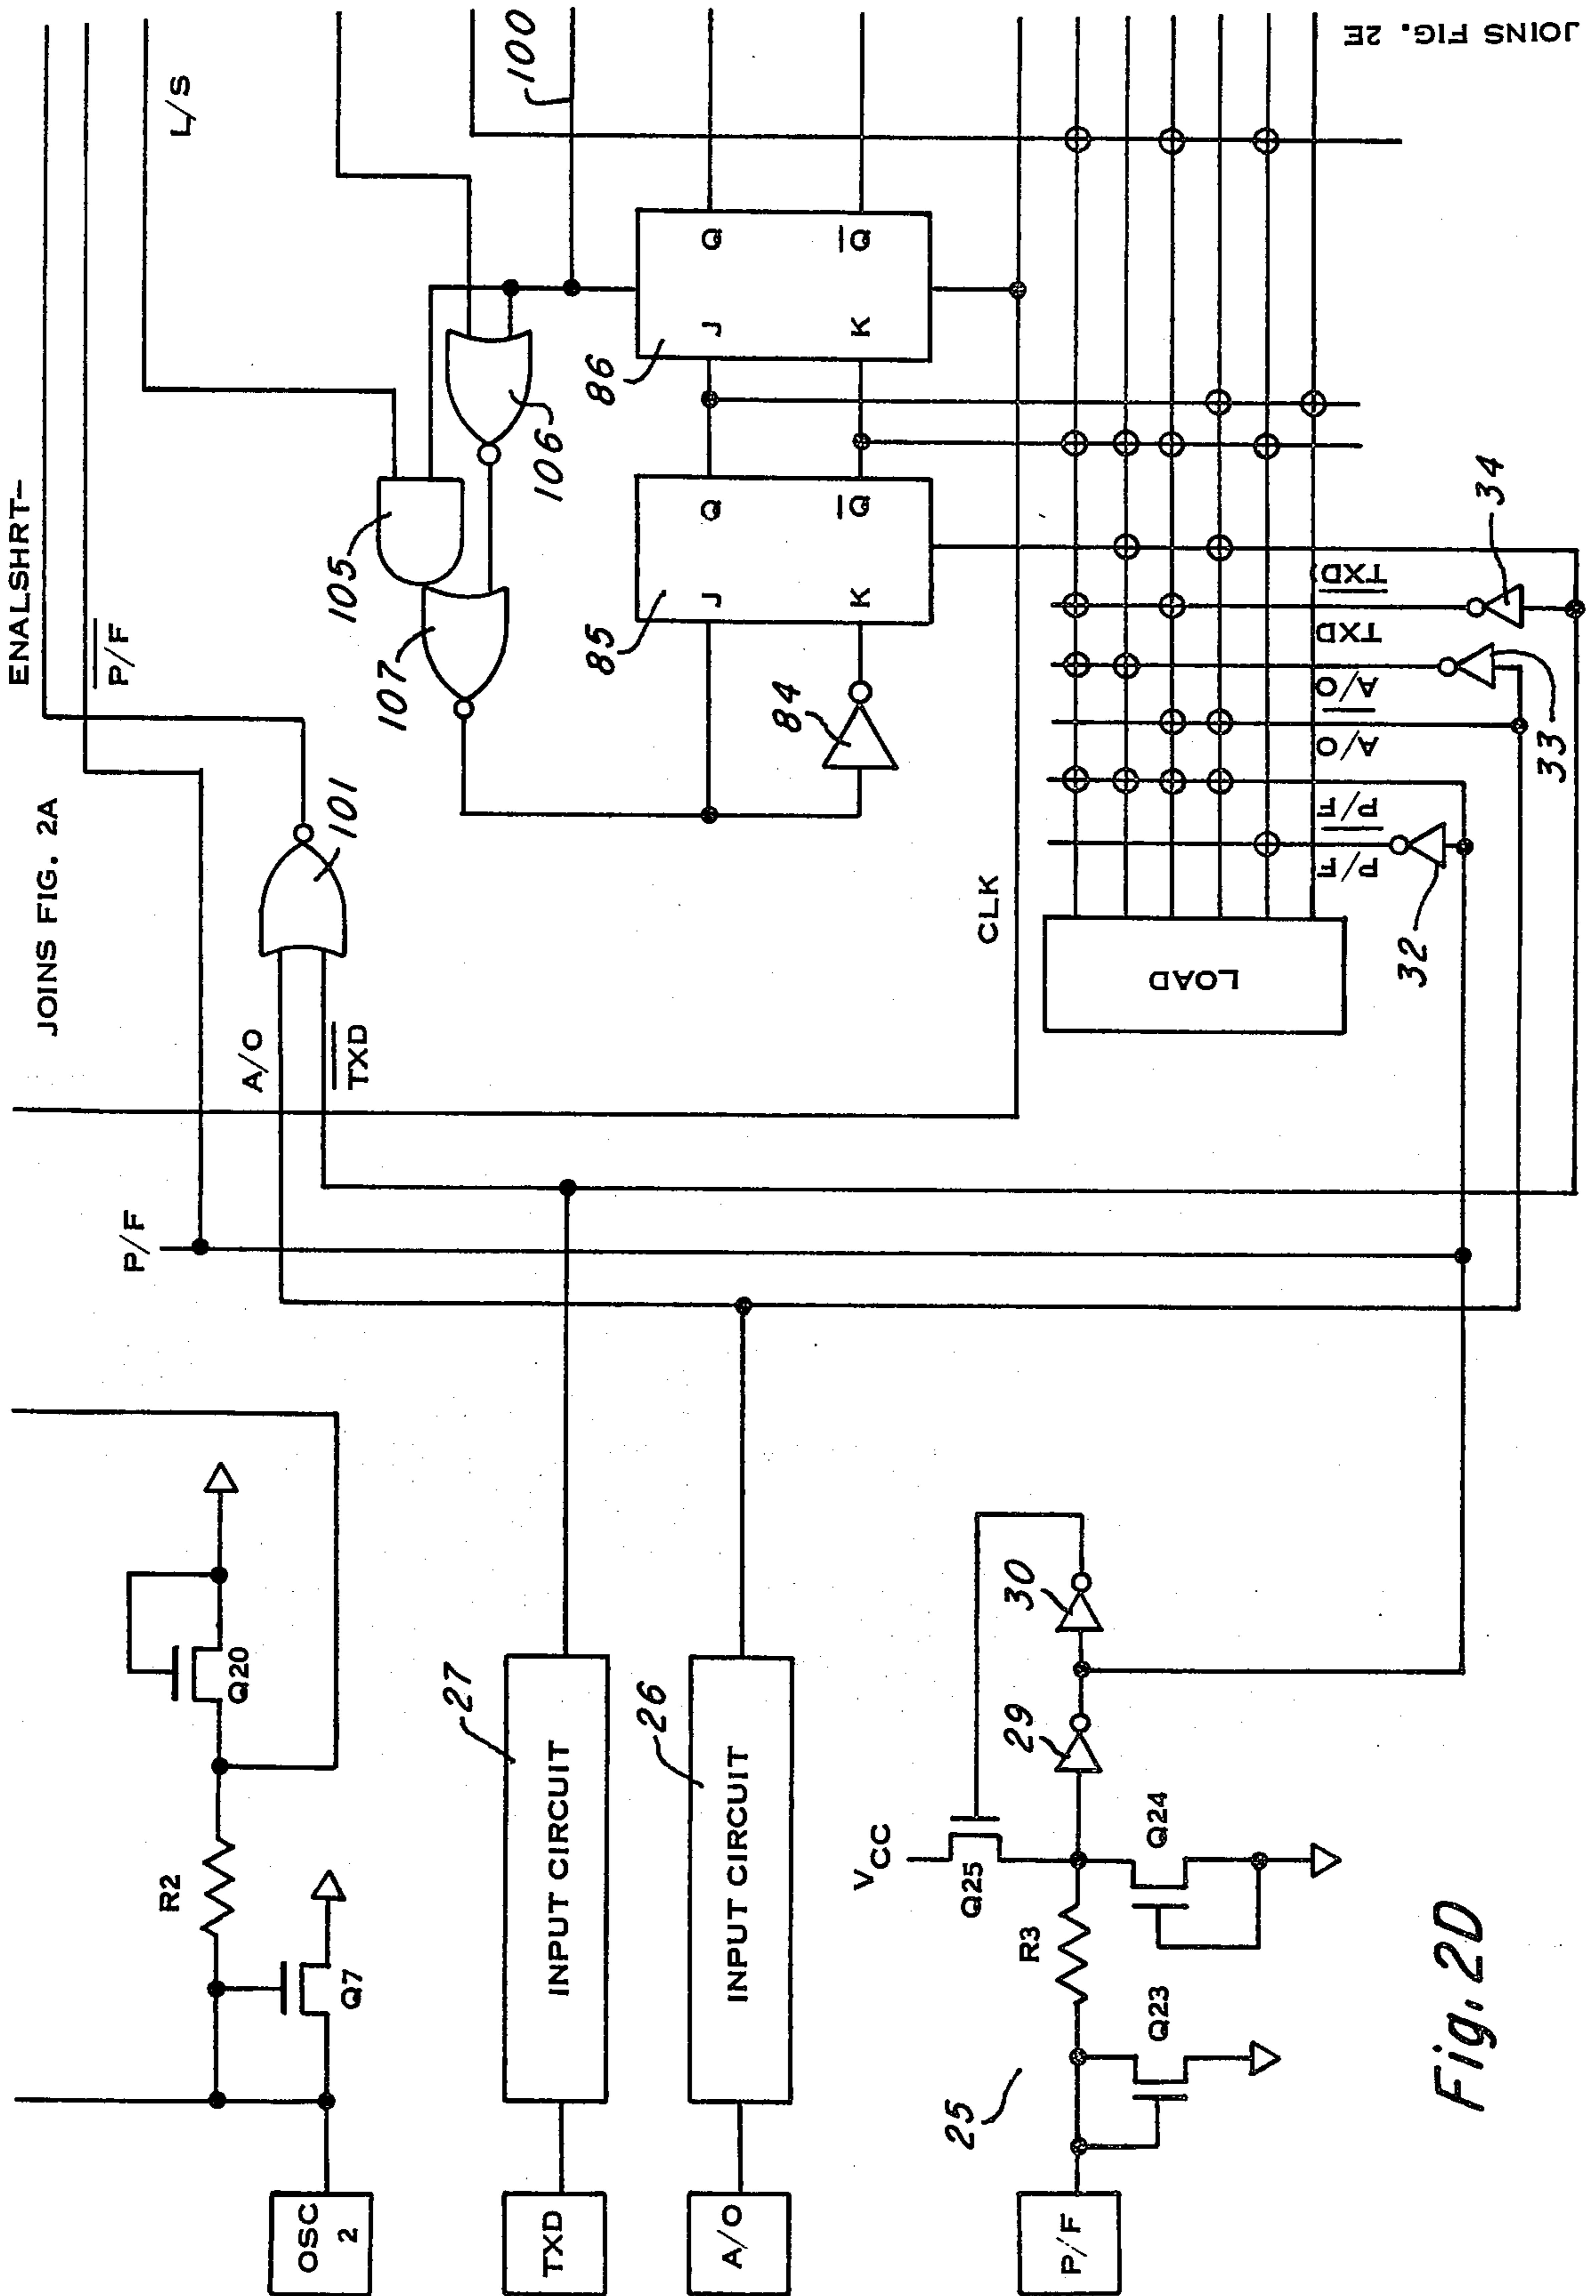 JOINS FIG. 2A
ENALSHRT-
P/F
L/S
P/F
A/O
TXD
101
105
107
106
100
OSC 2
R2
Q7
Q20
TXD
INPUT CIRCUIT
27
A/O
INPUT CIRCUIT
26
85
J
Q
K
Q
84
86
J
Q
K
Q
CLK
LOAD
P/F
P/F
A/O
A/O
TXD
TXD
32
33
34
25
P/F
R3
VCC
Q25
Q23
Q24
29
30
JOINS FIG. 2E
Fig. 2D